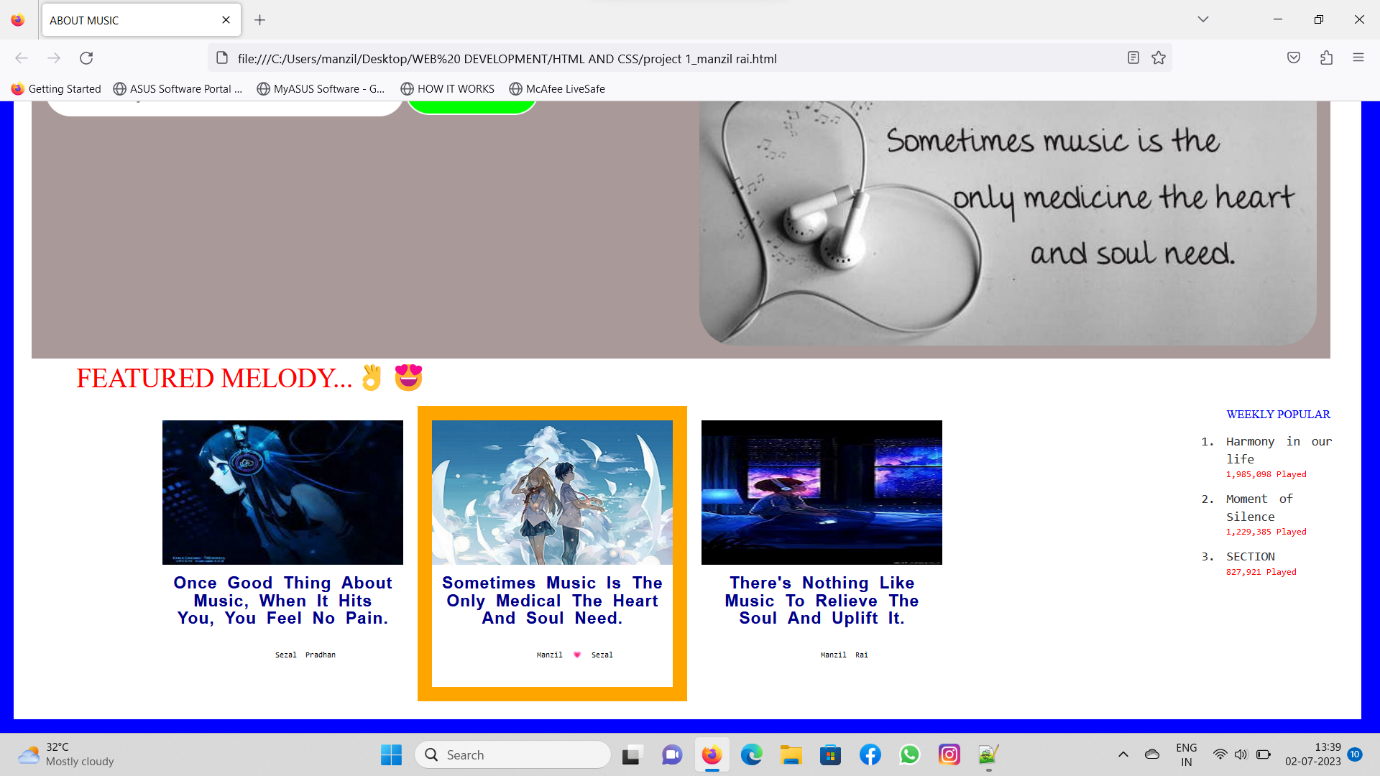 ABOUT MUSIC
file:///C:/Users/manzil/Desktop/WEB%20 DEVELOPMENT/HTML AND CSS/project 1_manzil rai.html
Getting Started
ASUS Software Portal ...
MyASUS Software - G...
HOW IT WORKS
McAfee LiveSafe
Sometimes music is the
only medicine the heart
and soul need.
FEATURED MELODY...👌 😍
Once Good Thing About
Music, When It Hits
You, You Feel No Pain.
Sezal Pradhan
Sometimes Music Is The
Only Medical The Heart
And Soul Need.
Manzil 💗 Sezal
There's Nothing Like
Music To Relieve The
Soul And Uplift It.
Manzil Rai
WEEKLY POPULAR
1. Harmony in our
life
1,985,098 Played
2. Moment of
Silence
1,229,385 Played
3. SECTION
827,921 Played
32°C
Mostly cloudy
Search
ENG
IN
13:39
02-07-2023
10